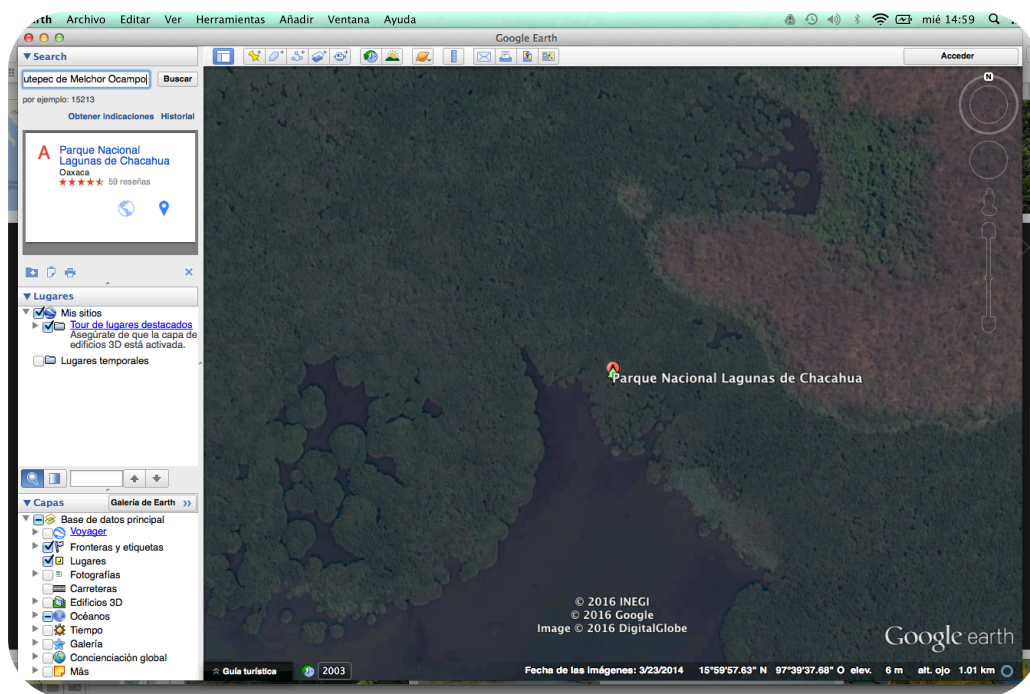 rth Archivo Editar Ver Herramientas Añadir Ventana Ayuda
mié 14:59
Google Earth
Search
Acceder
utepec de Melchor Ocampo
Buscar
por ejemplo: 15213
Obtener indicaciones Historial
A
Parque Nacional
Lagunas de Chacahua
Oaxaca
59 reseñas
Lugares
Mis sitios
Tour de lugares destacados
Asegúrate de que la capa de
edificios 3D está activada.
Lugares temporales
Capas
Galería de Earth >>
Base de datos principal
Voyager
Fronteras y etiquetas
Lugares
Fotografías
Carreteras
Edificios 3D
Océanos
Tiempo
Galería
Concienciación global
Más
N
Parque Nacional Lagunas de Chacahua
© 2016 INEGI
© 2016 Google
Image © 2016 DigitalGlobe
Google earth
Guía turística
2003
Fecha de las imágenes: 3/23/2014 15°59'57.63" N 97°39'37.68" O elev. 6 m alt. ojo 1.01 km